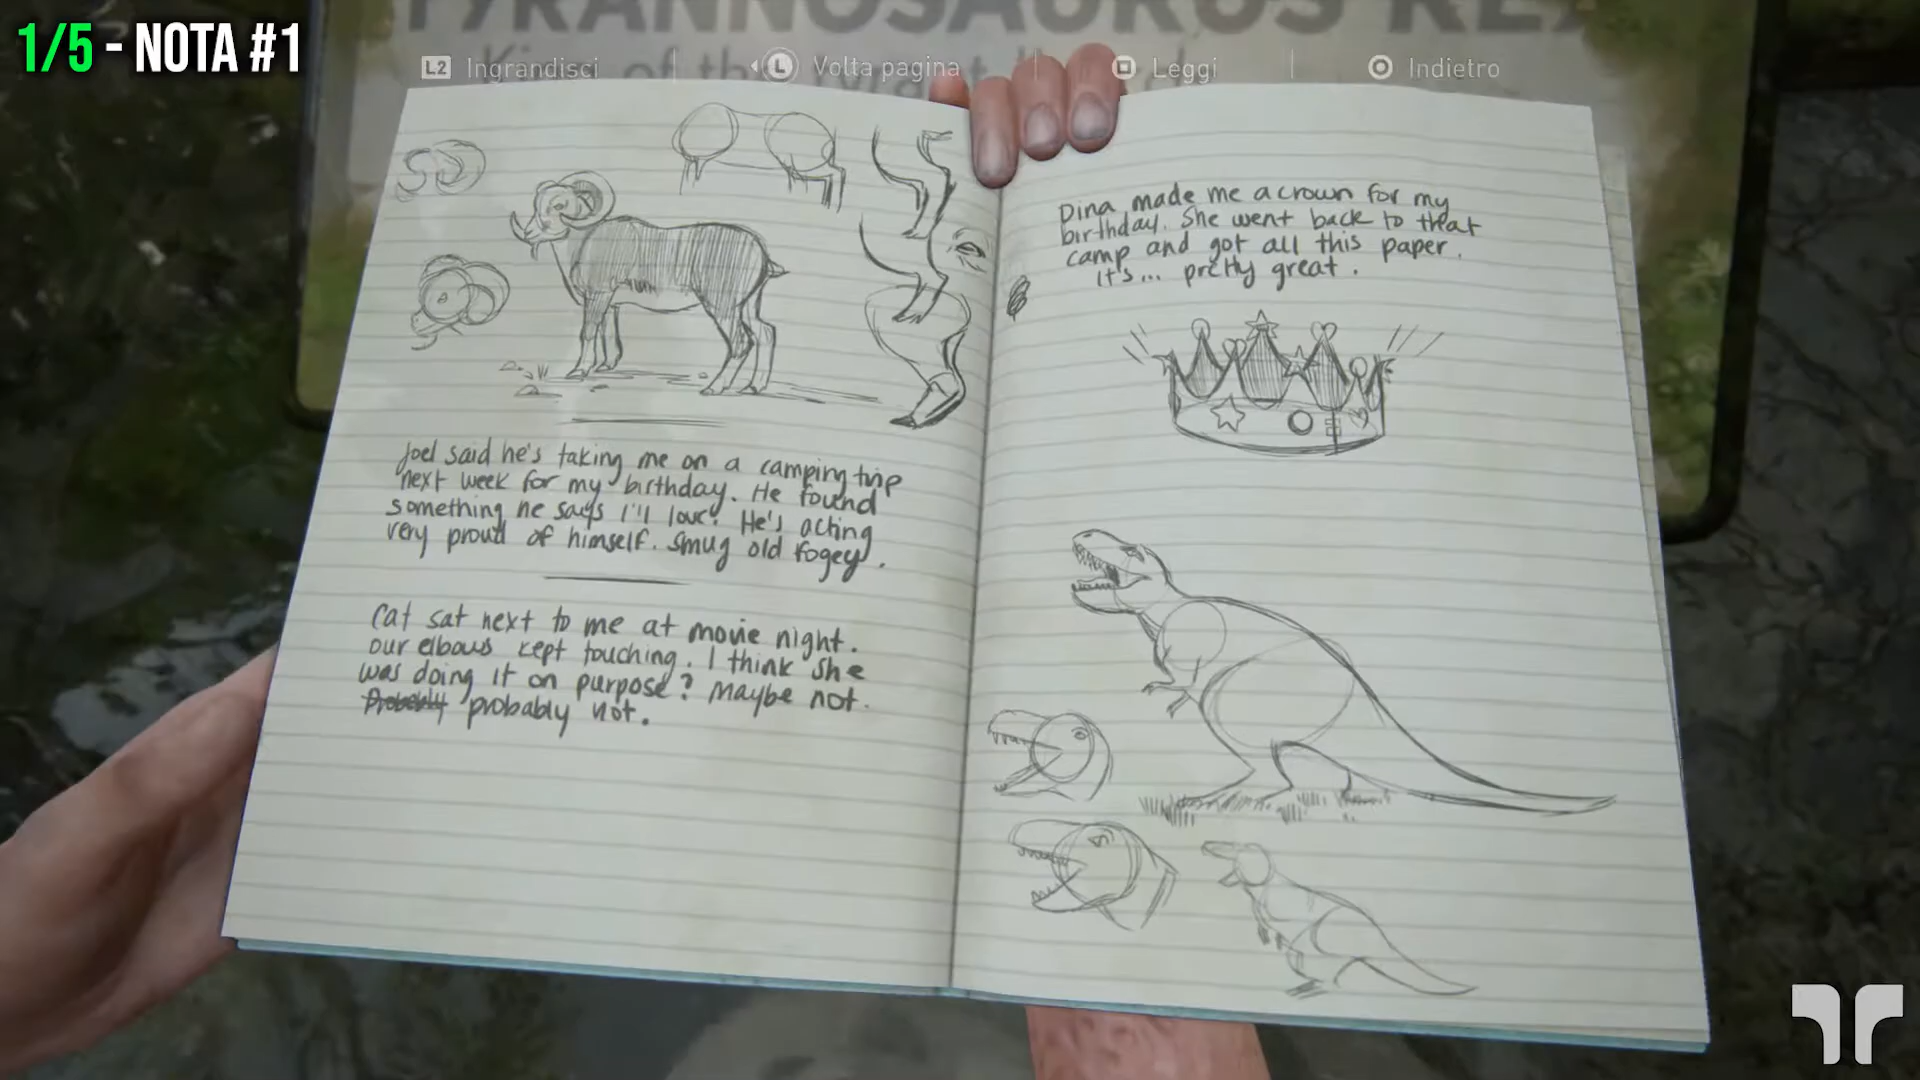 TYRANNOSAURUS REX
1/5 - NOTA #1
L2 Ingrandisci
L Volta pagina
Leggi
Indietro
Joel said he's taking me on a camping trip
next week for my birthday. He found
something he says I'll love. He's acting
very proud of himself. Smug old fogey.
Cat sat next to me at movie night.
Our elbows kept touching. I think she
was doing it on purpose? Maybe not.
Probably probably not.
Dina made me a crown for my
birthday. She went back to that
camp and got all this paper.
It's... pretty great.